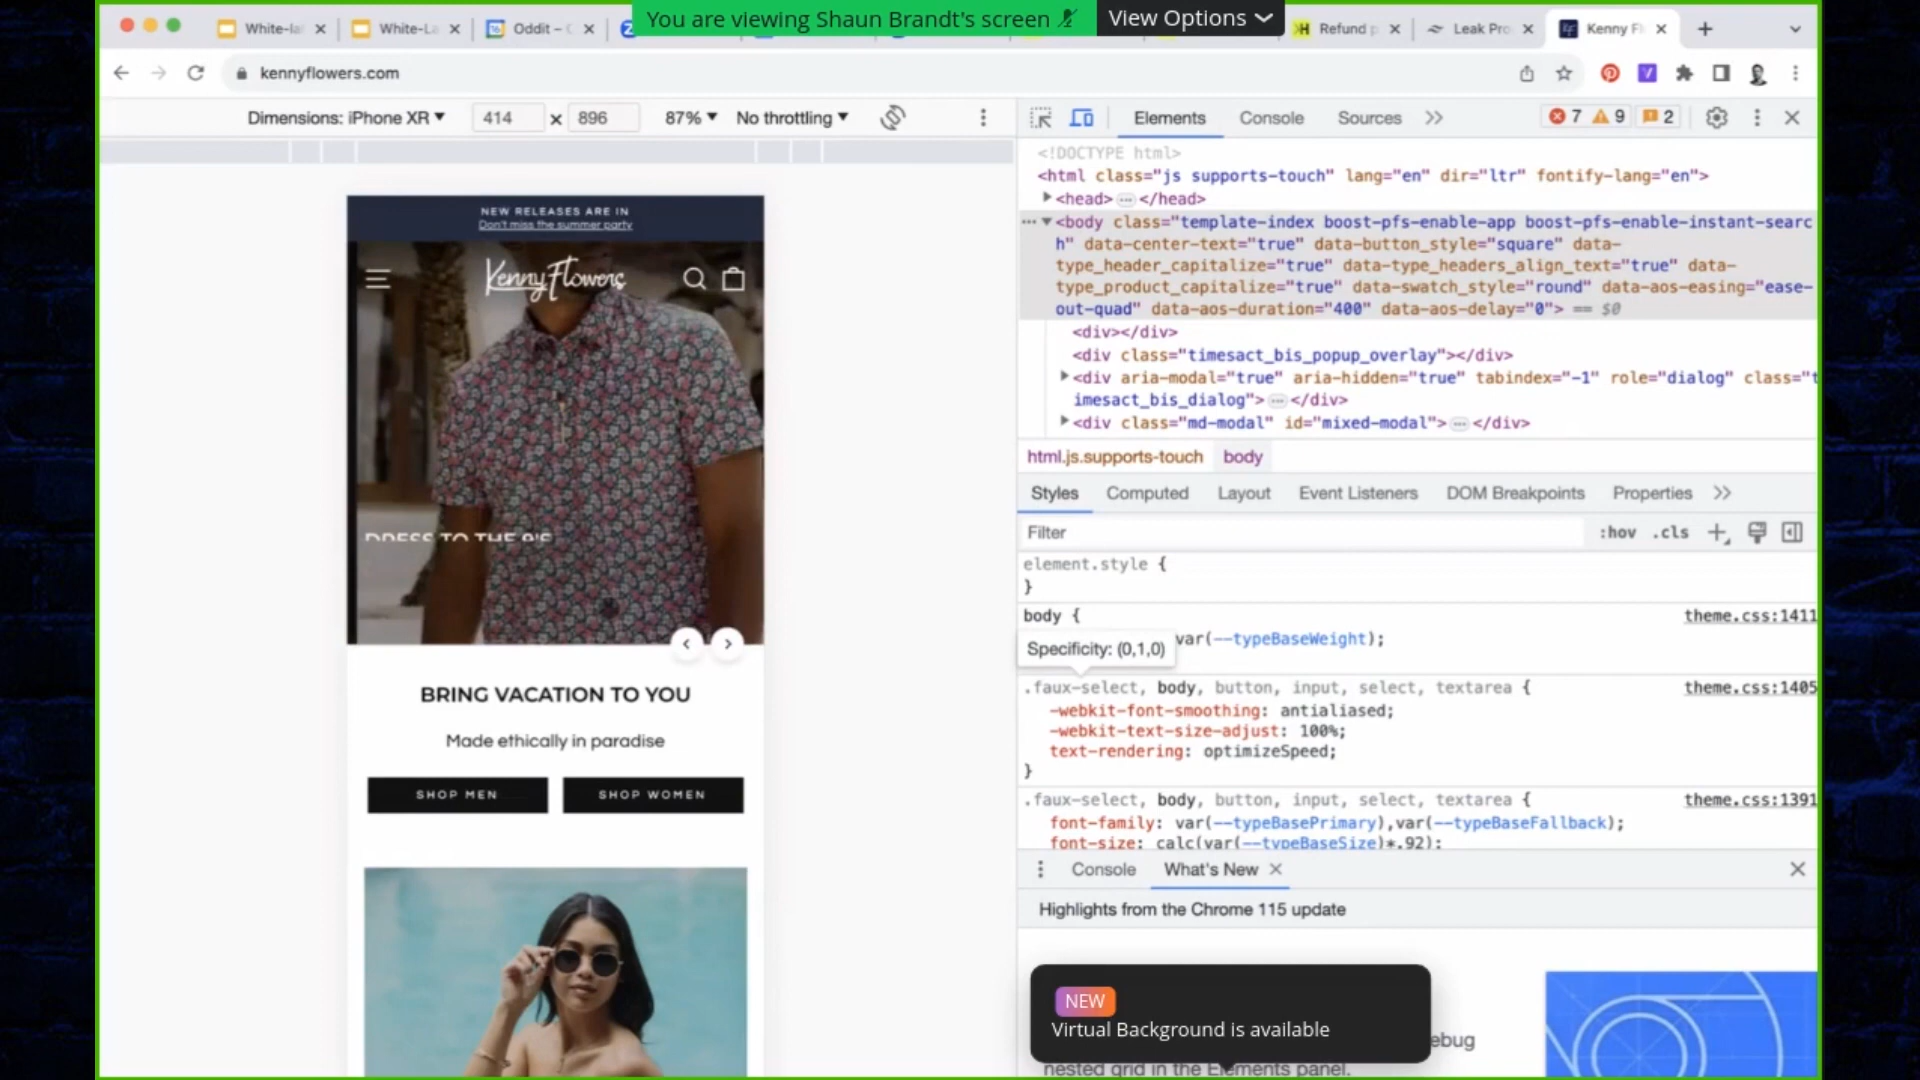 You are viewing Shaun Brandt's screen
View Options
White-la
White-La
Oddit –
Refund p
Leak Pro
Kenny Fl
kennyflowers.com
Dimensions: iPhone XR
414 × 896
87%
No throttling
Elements
Console
Sources
7
9
2
NEW RELEASES ARE IN
Don't miss the summer party
Kenny Flowers
DRESS TO THE 9'S
BRING VACATION TO YOU
Made ethically in paradise
SHOP MEN
SHOP WOMEN
<!DOCTYPE html>
<html class="js supports-touch" lang="en" dir="ltr" fontify-lang="en">
<head> … </head>
<body class="template-index boost-pfs-enable-app boost-pfs-enable-instant-searc
h" data-center-text="true" data-button_style="square" data-
type_header_capitalize="true" data-type_headers_align_text="true" data-
type_product_capitalize="true" data-swatch_style="round" data-aos-easing="ease-
out-quad" data-aos-duration="400" data-aos-delay="0"> == $0
<div></div>
<div class="timesact_bis_popup_overlay"></div>
<div aria-modal="true" aria-hidden="true" tabindex="-1" role="dialog" class="t
imesact_bis_dialog"> … </div>
<div class="md-modal" id="mixed-modal"> … </div>
html.js.supports-touch
body
Styles
Computed
Layout
Event Listeners
DOM Breakpoints
Properties
Filter
:hov .cls
element.style {
}
body {
theme.css:1411
var(--typeBaseWeight);
Specificity: (0,1,0)
.faux-select, body, button, input, select, textarea {
theme.css:1405
-webkit-font-smoothing: antialiased;
-webkit-text-size-adjust: 100%;
text-rendering: optimizeSpeed;
}
.faux-select, body, button, input, select, textarea {
theme.css:1391
font-family: var(--typeBasePrimary),var(--typeBaseFallback);
font-size: calc(var(--typeBaseSize)*.92);
Console
What's New
Highlights from the Chrome 115 update
NEW
Virtual Background is available
ebug
nested grid in the Elements panel.